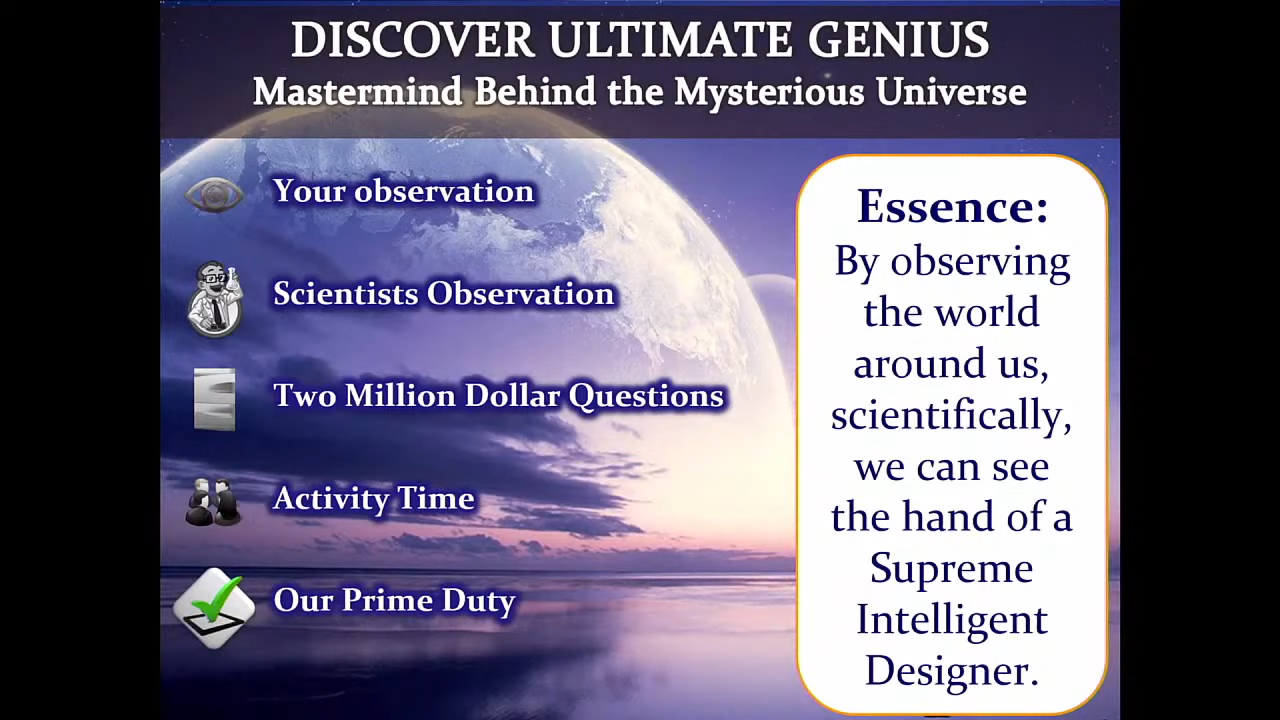 DISCOVER ULTIMATE GENIUS
Mastermind Behind the Mysterious Universe
Your observation
Scientists Observation
Two Million Dollar Questions
Activity Time
Our Prime Duty
Essence:
By observing
the world
around us,
scientifically,
we can see
the hand of a
Supreme
Intelligent
Designer.